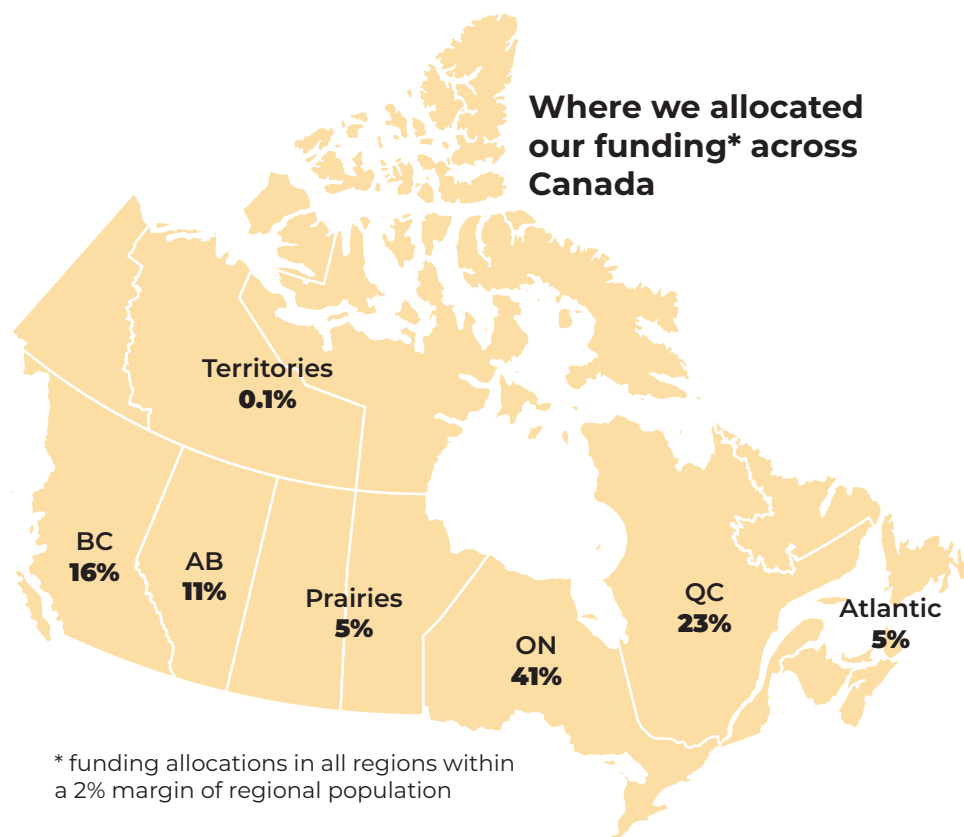 Where we allocated
our funding* across
Canada
Territories
0.1%
BC
16%
AB
11%
Prairies
5%
ON
41%
QC
23%
Atlantic
5%
* funding allocations in all regions within
a 2% margin of regional population